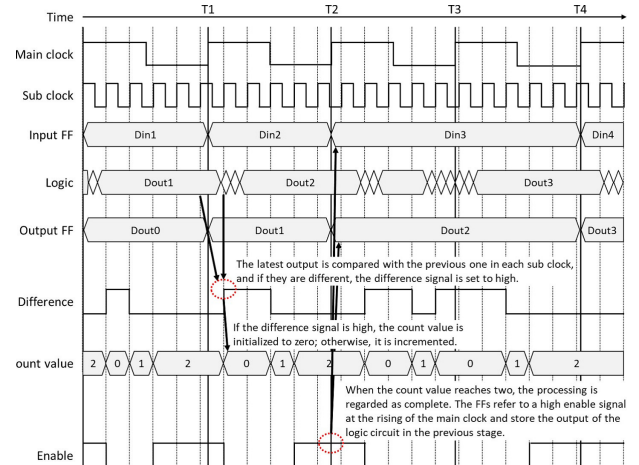 T1 T2 T3 T4
Time
Main clock
Sub clock
Input FF Din1 Din2 Din3 Din4
Logic Dout1 Dout2 Dout3
Output FF Dout0 Dout1 Dout2 Dout3
The latest output is compared with the previous one in each sub clock,
and if they are different, the difference signal is set to high.
Difference
If the difference signal is high, the count value is
initialized to zero; otherwise, it is incremented.
ount value 2 0 1 2 0 1 2 0 1 0 1 2
When the count value reaches two, the processing is
regarded as complete. The FFs refer to a high enable signal
at the rising of the main clock and store the output of the
logic circuit in the previous stage.
Enable